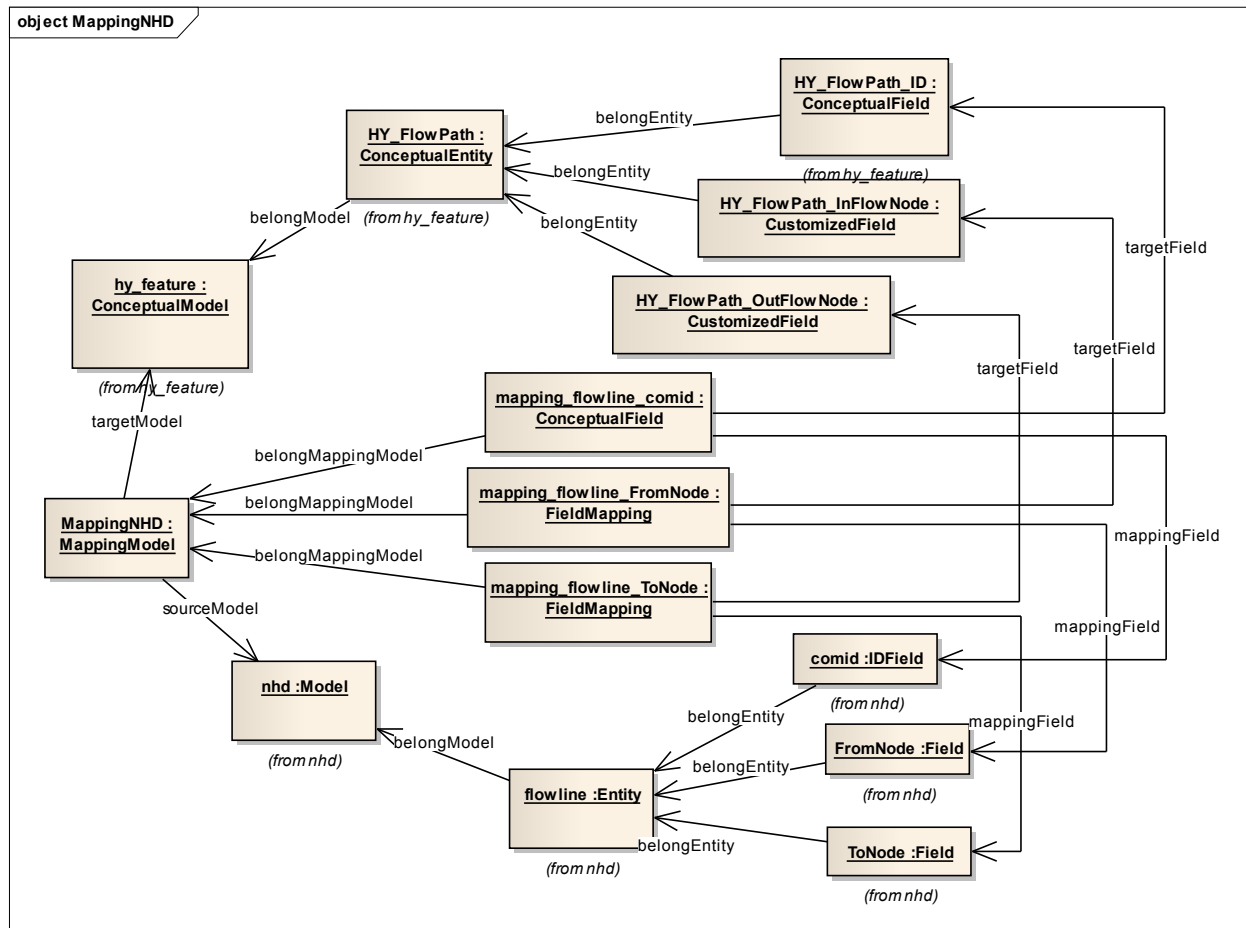 object MappingNHD
HY_FlowPath_ID :
ConceptualField
(from hy_feature)
belongEntity
HY_FlowPath :
ConceptualEntity
(from hy_feature)
belongEntity
HY_FlowPath_InFlowNode :
CustomizedField
belongModel
belongEntity
targetField
hy_feature :
ConceptualModel
(from hy_feature)
HY_FlowPath_OutFlowNode :
CustomizedField
targetField
targetField
mapping_flowline_comid :
ConceptualField
targetModel
belongMappingModel
mapping_flowline_FromNode :
FieldMapping
belongMappingModel
MappingNHD :
MappingModel
mappingField
belongMappingModel
mapping_flowline_ToNode :
FieldMapping
sourceModel
mappingField
comid :IDField
(from nhd)
nhd :Model
(from nhd)
belongEntity
mappingField
belongModel
FromNode :Field
(from nhd)
belongEntity
flowline :Entity
(from nhd)
belongEntity
ToNode :Field
(from nhd)